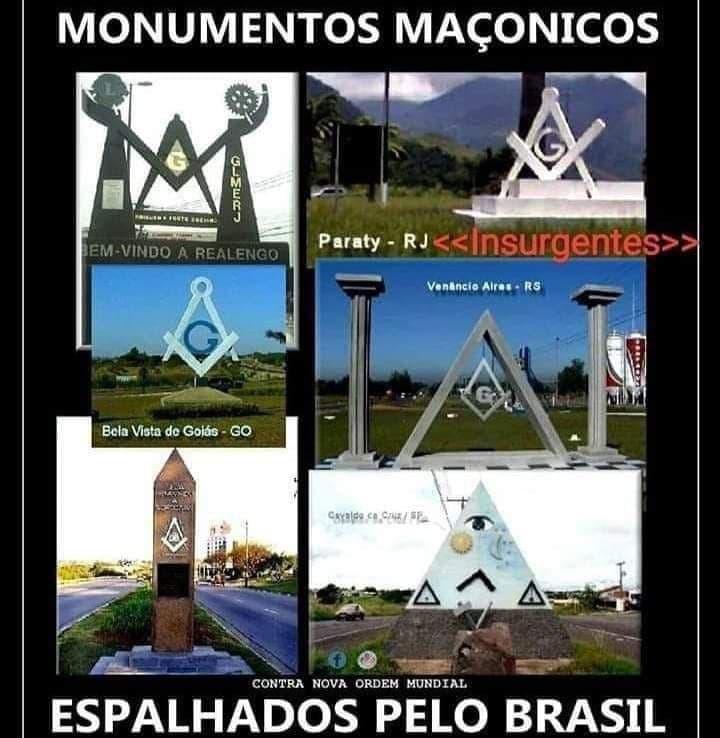 MONUMENTOS MAÇONICOS
L
G
GLMERJ
BEM-VINDO A REALENGO
G
Paraty - RJ
<<Insurgentes>>
G
Bela Vista de Goiás - GO
Venâncio Aires - RS
G
CONTRA NOVA ORDEM MUNDIAL
ESPALHADOS PELO BRASIL